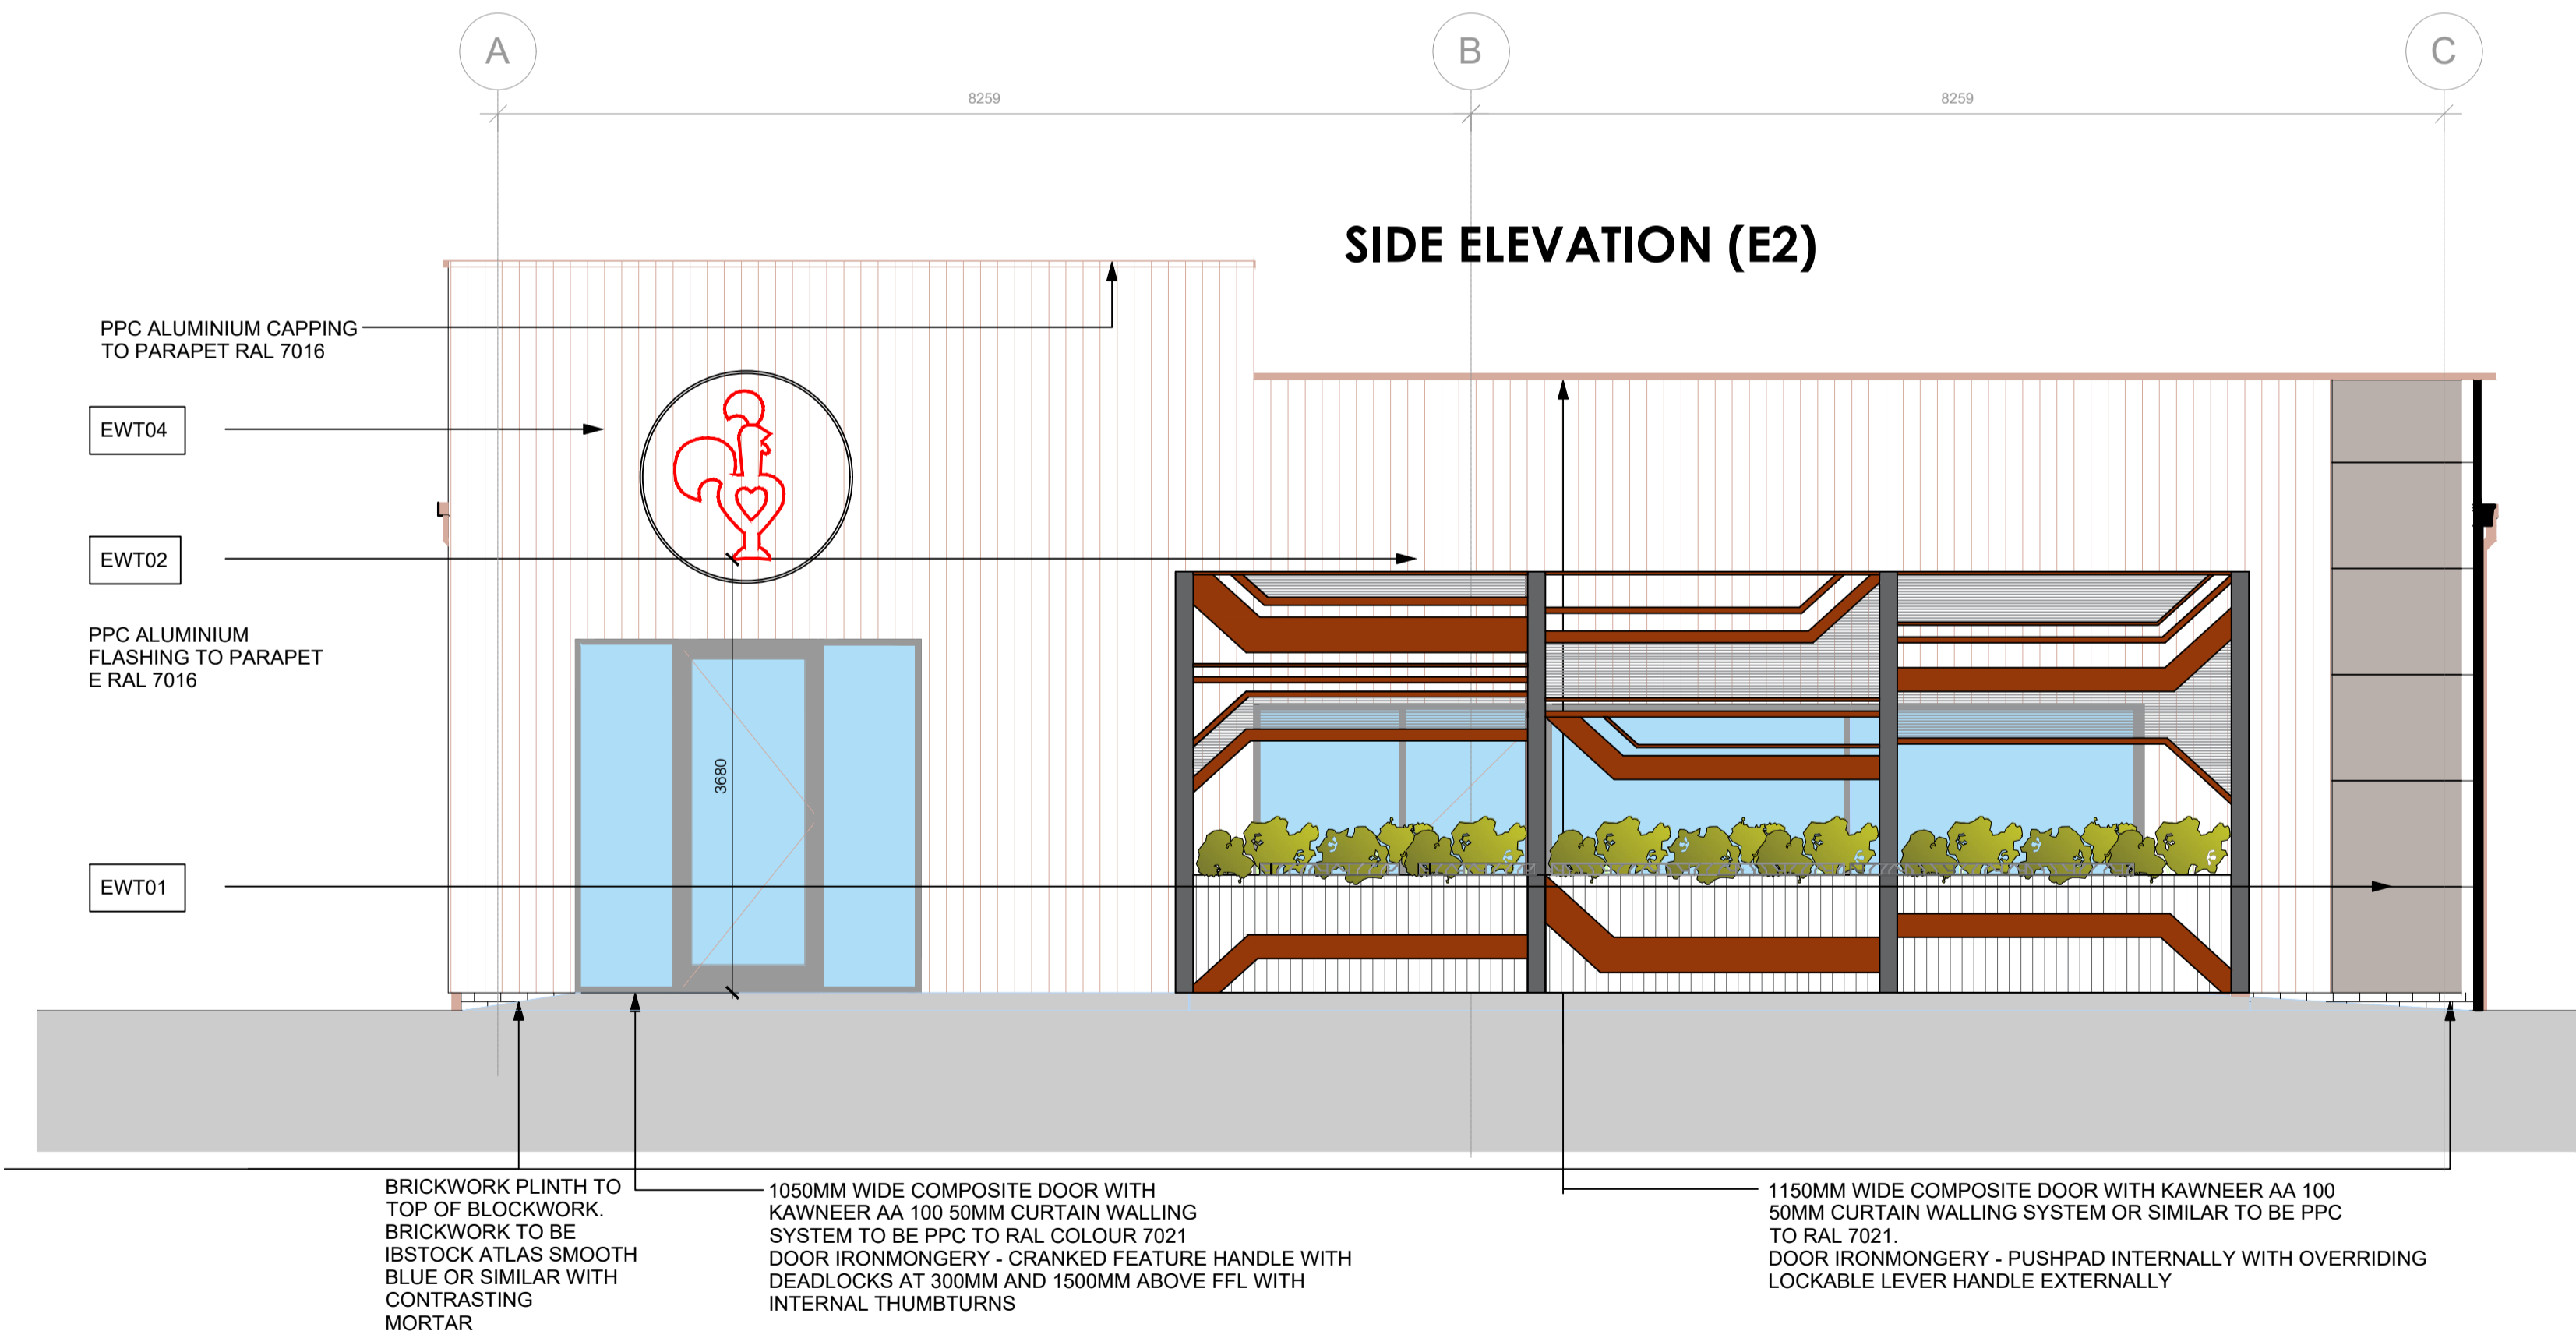 A
B
C
8259
8259
SIDE ELEVATION (E2)
PPC ALUMINIUM CAPPING
TO PARAPET RAL 7016
EWT04
EWT02
PPC ALUMINIUM
FLASHING TO PARAPET
E RAL 7016
3680
EWT01
BRICKWORK PLINTH TO
TOP OF BLOCKWORK.
BRICKWORK TO BE
IBSTOCK ATLAS SMOOTH
BLUE OR SIMILAR WITH
CONTRASTING
MORTAR
1050MM WIDE COMPOSITE DOOR WITH
KAWNEER AA 100 50MM CURTAIN WALLING
SYSTEM TO BE PPC TO RAL COLOUR 7021
DOOR IRONMONGERY - CRANKED FEATURE HANDLE WITH
DEADLOCKS AT 300MM AND 1500MM ABOVE FFL WITH
INTERNAL THUMBTURNS
1150MM WIDE COMPOSITE DOOR WITH KAWNEER AA 100
50MM CURTAIN WALLING SYSTEM OR SIMILAR TO BE PPC
TO RAL 7021.
DOOR IRONMONGERY - PUSHPAD INTERNALLY WITH OVERRIDING
LOCKABLE LEVER HANDLE EXTERNALLY